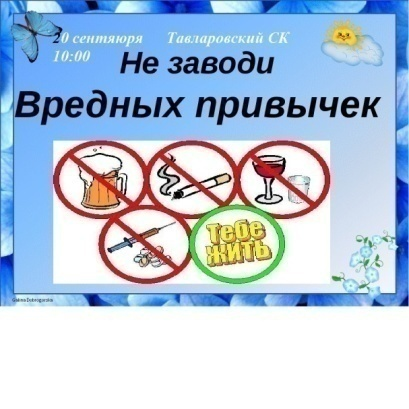 20 сентяюря Тавларовский СК
10:00
Не заводи
Вредных привычек
Тебе
ЖИТЬ